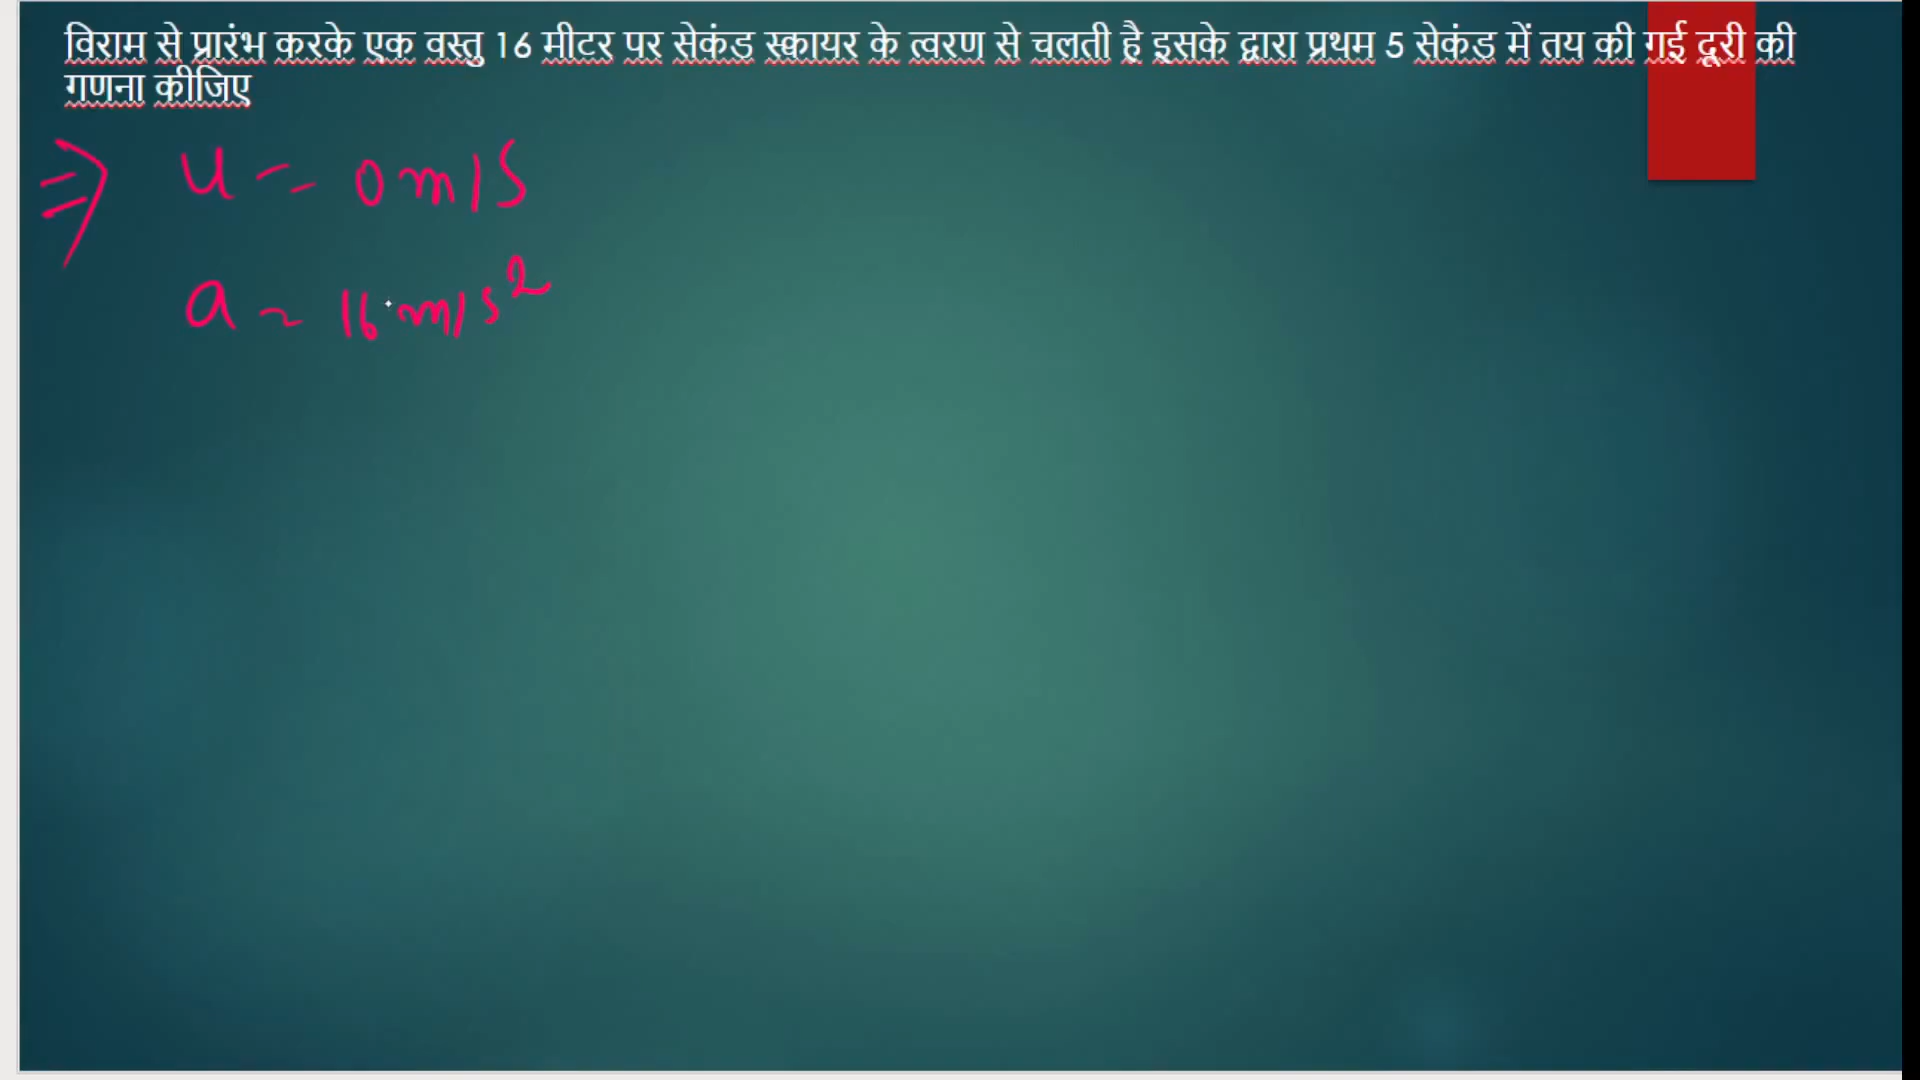 विराम से प्रारंभ करके एक वस्तु 16 मीटर पर सेकंड स्क्वायर के त्वरण से चलती है इसके द्वारा प्रथम 5 सेकंड में तय की गई दूरी की
गणना कीजिए
⇒ u = 0 m/s
a = 16 m/s²